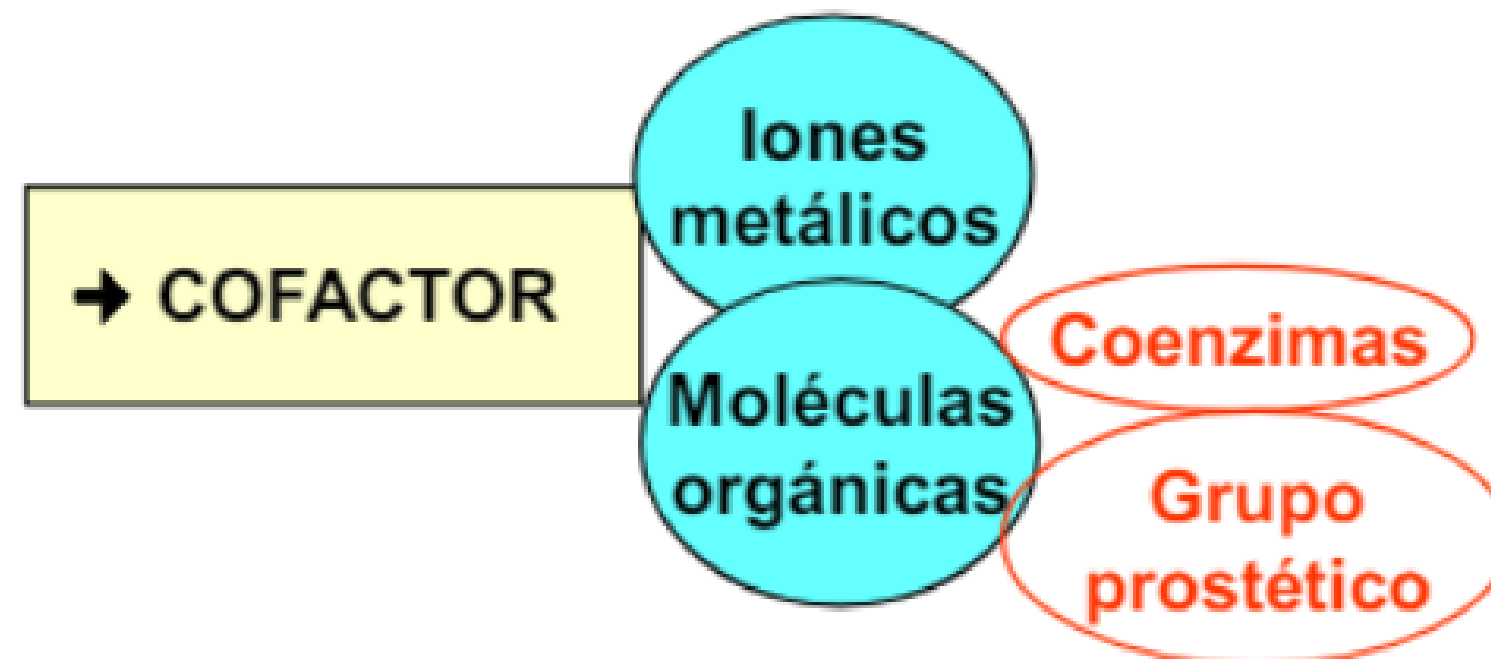 ➔ COFACTOR
Iones
metálicos
Moléculas
orgánicas
Coenzimas
Grupo
prostético